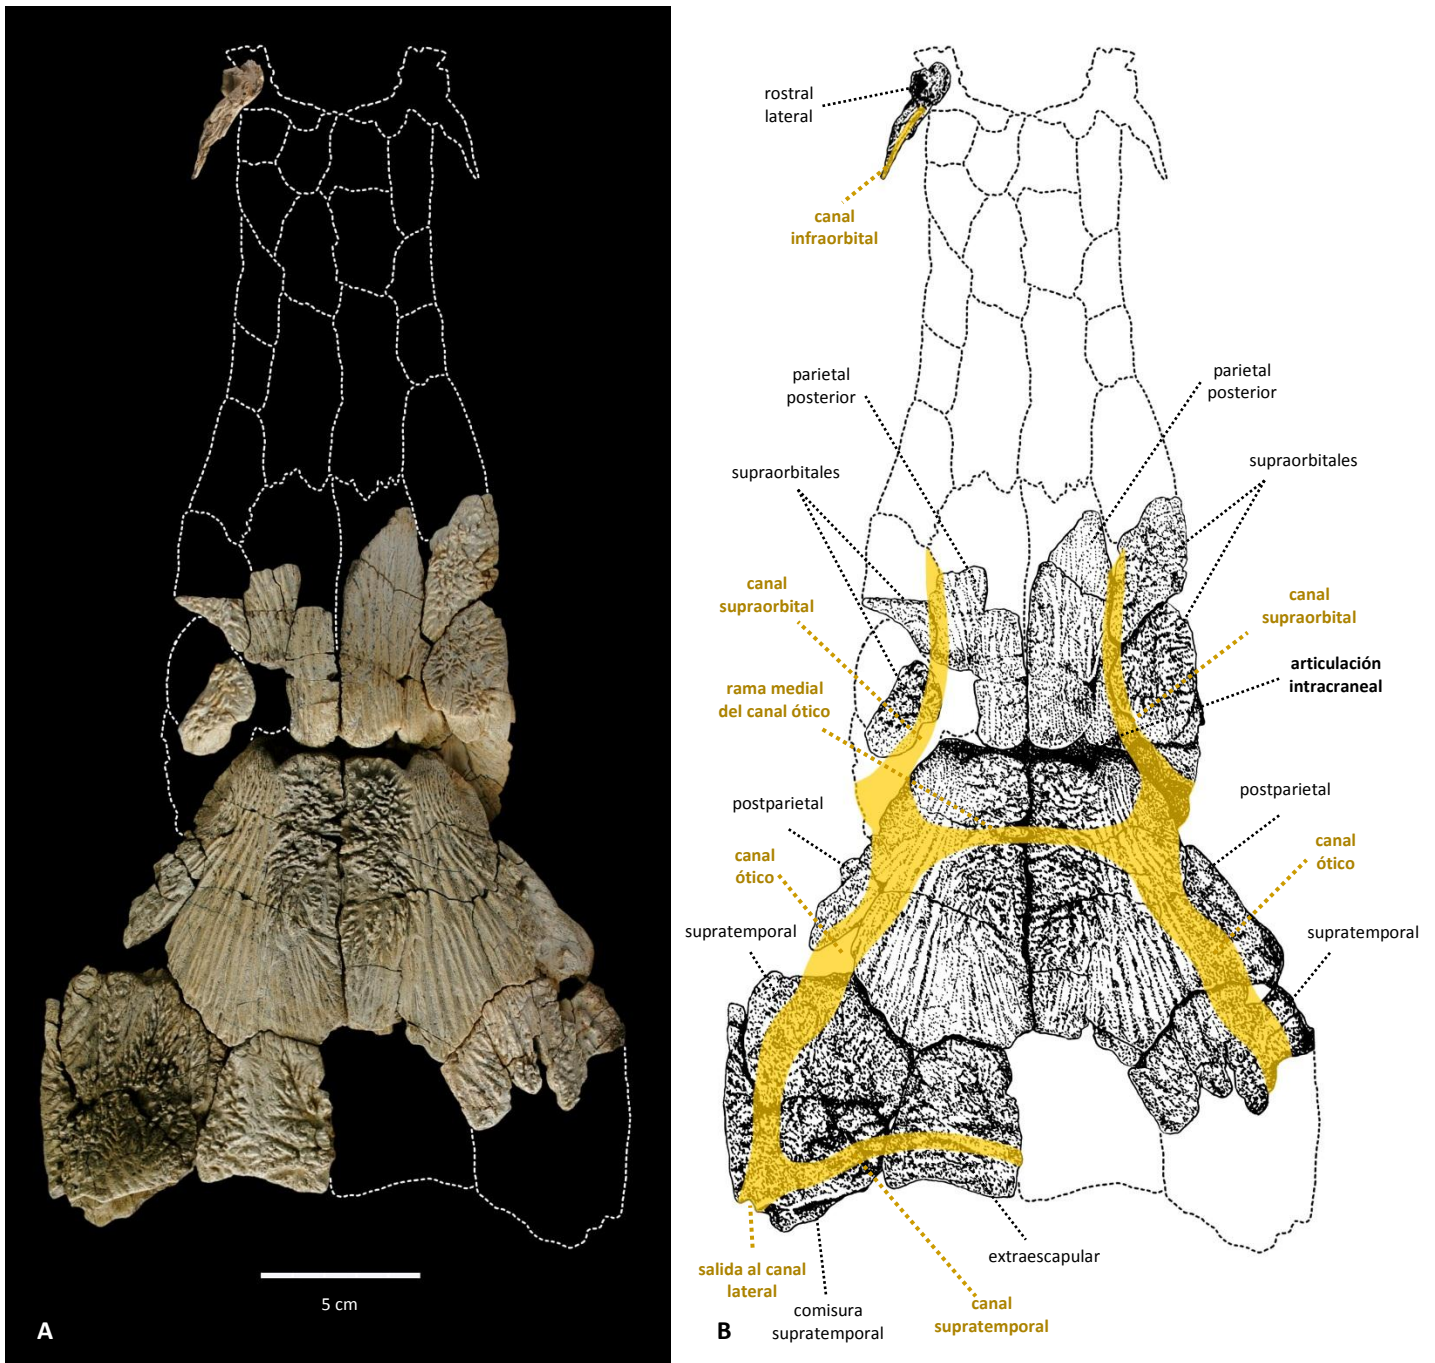 5 cm
A
rostral
lateral
canal
infraorbital
parietal
posterior
parietal
posterior
supraorbitales
supraorbitales
canal
supraorbital
canal
supraorbital
rama medial
del canal ótico
articulación
intracraneal
postparietal
postparietal
canal
ótico
canal
ótico
supratemporal
supratemporal
extraescapular
salida al canal
lateral
comisura
supratemporal
canal
supratemporal
B